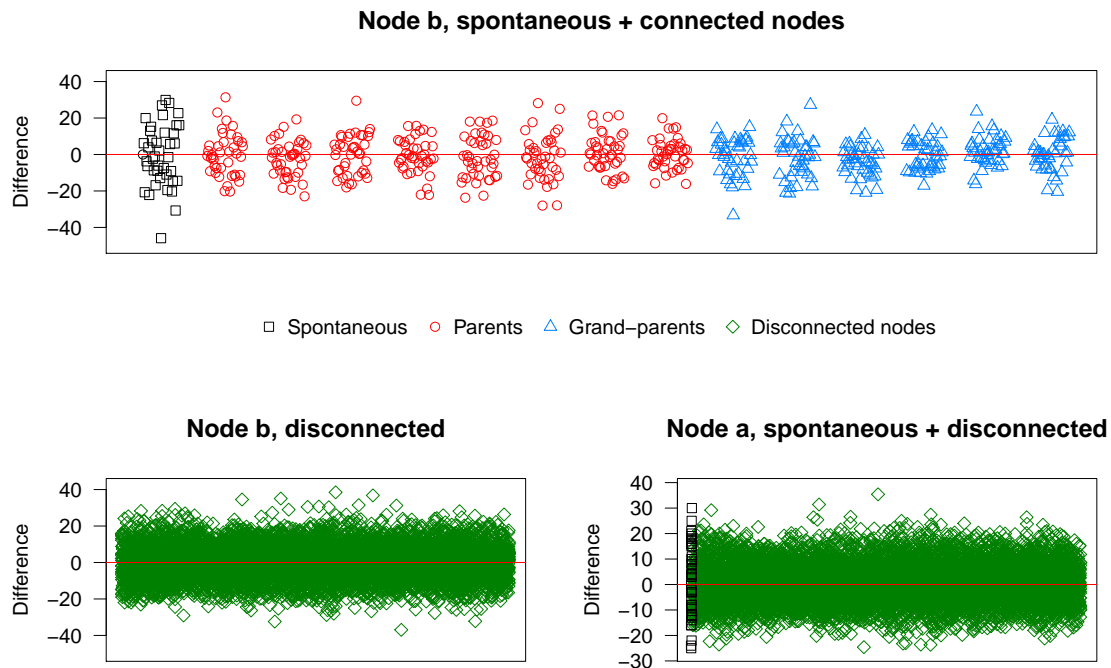 Node b, spontaneous + connected nodes
Difference
40
20
0
−20
−40
Spontaneous Parents Grand−parents Disconnected nodes
Node b, disconnected
Difference
40
20
0
−20
−40
Node a, spontaneous + disconnected
Difference
40
30
20
10
0
−10
−20
−30